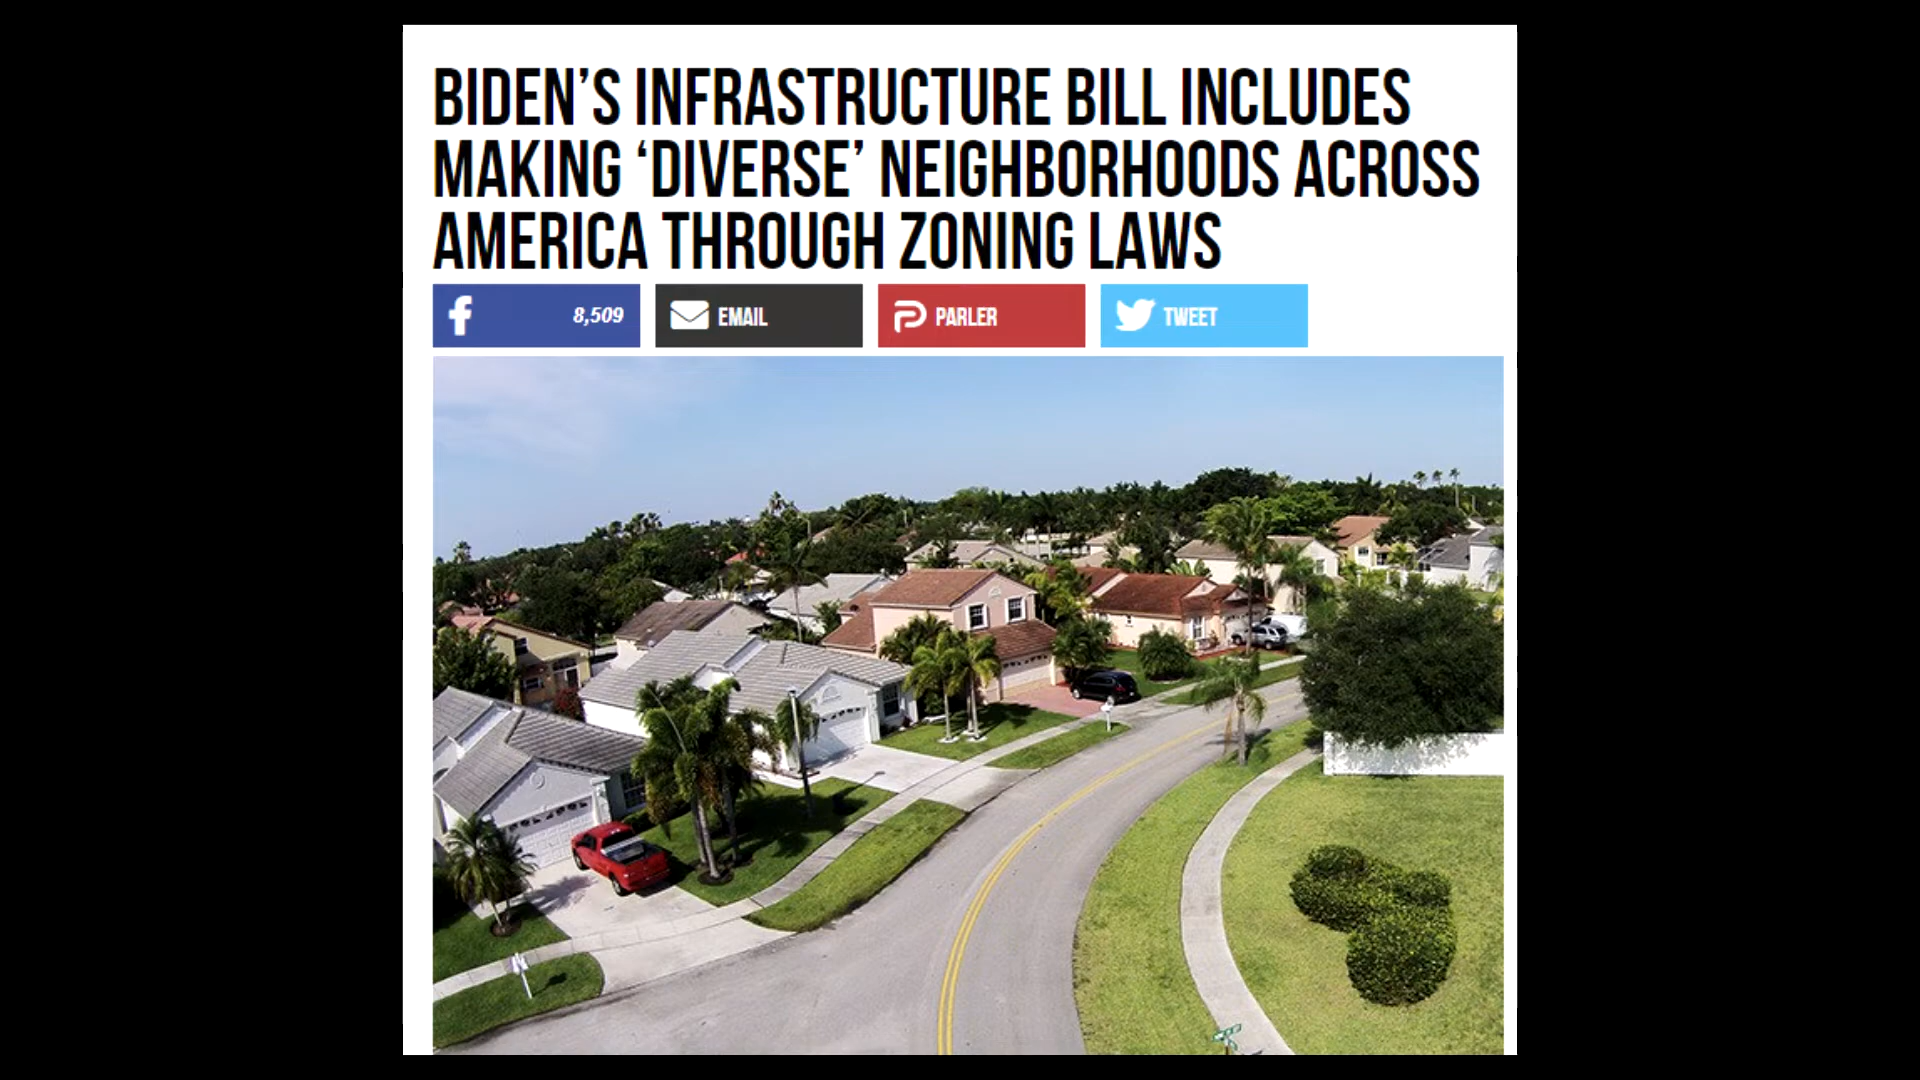 BIDEN’S INFRASTRUCTURE BILL INCLUDES
MAKING ‘DIVERSE’ NEIGHBORHOODS ACROSS
AMERICA THROUGH ZONING LAWS
8,509
EMAIL
PARLER
TWEET